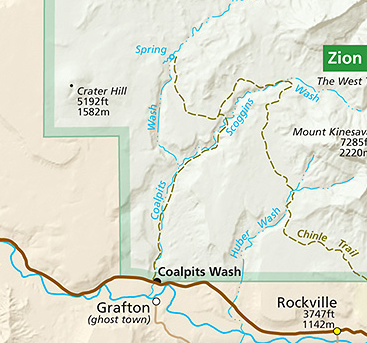 Spring
Zion
The West
Crater Hill
5192ft
1582m
Wash
Wash
Scoggins
Mount Kinesava
7285ft
2220m
Coalpits
Huber Wash
Chinle Trail
Coalpits Wash
Grafton
(ghost town)
Rockville
3747ft
1142m